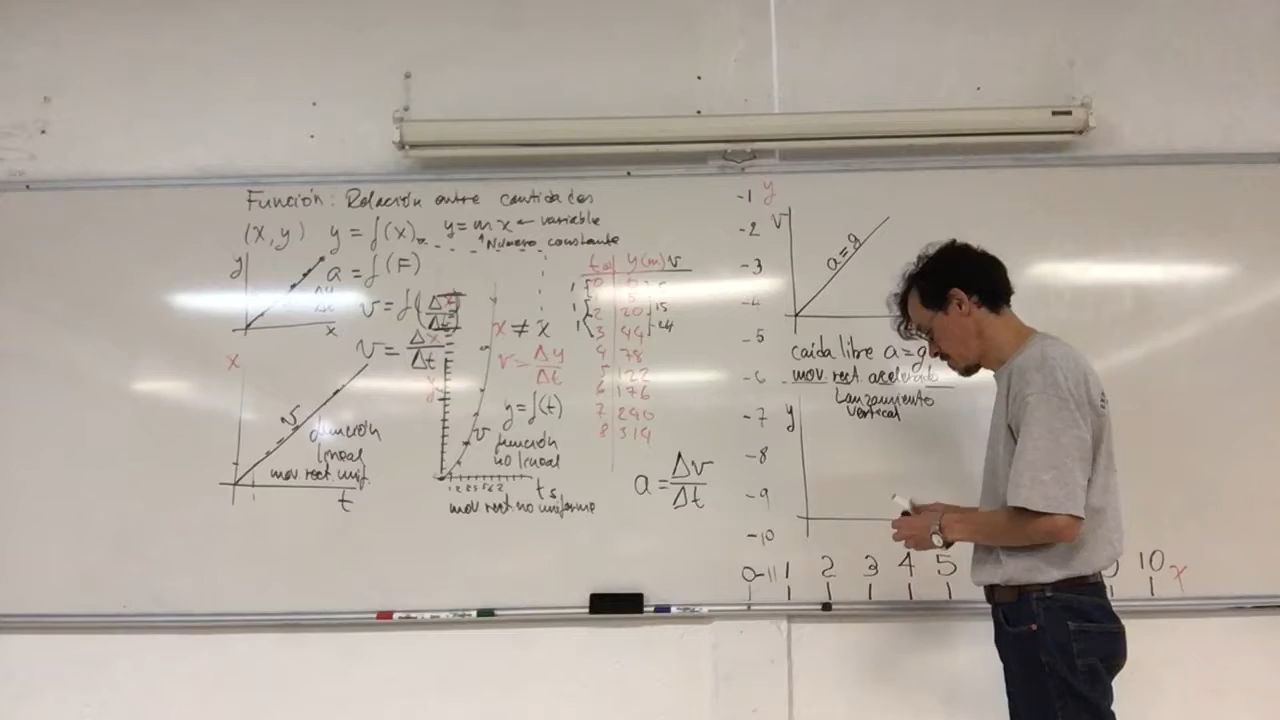 Función: Relación entre cantidades
(x, y) y = f(x) y = m x ← variable
Número constante
y
a = f(F)
x
v = f(Δx/Δt)
v = Δx/Δt
x
v
función
lineal
mov rect. unif.
t
x ≠ x
v = Δy/Δt
y
y = f(t)
v
función
no lineal
t s
mov rect. no uniforme
t(s) y(m) v
0 0
1 5 5
2 20 15
3 44 24
4 78
5 122
6 176
7 240
8 314
a = Δv/Δt
y
-1
-2
-3
-4
-5
-6
-7
-8
-9
-10
-11
v
a = g
caída libre a = g
mov. rect. acelerado
Lanzamiento
vertical
y
0 1 2 3 4 5 10 x